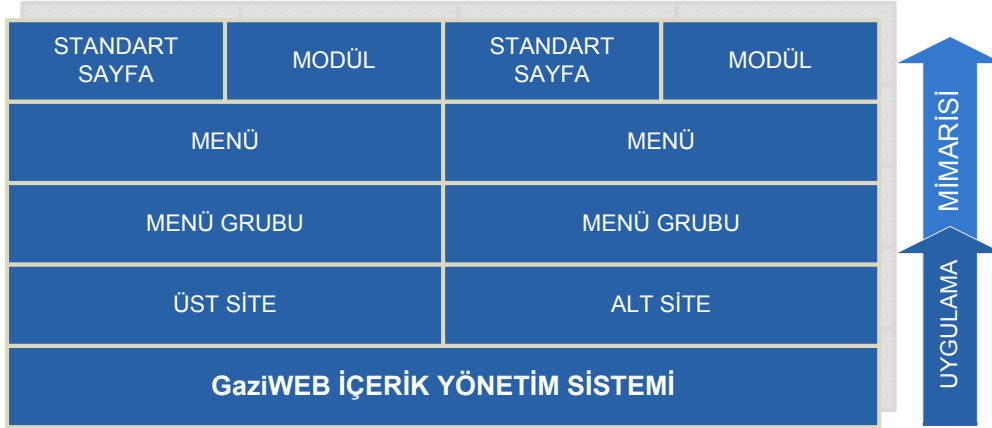 STANDART
SAYFA
MODÜL
STANDART
SAYFA
MODÜL
MENÜ
MENÜ
MENÜ GRUBU
MENÜ GRUBU
ÜST SİTE
ALT SİTE
GaziWEB İÇERİK YÖNETİM SİSTEMİ
UYGULAMA
MİMARİSİ